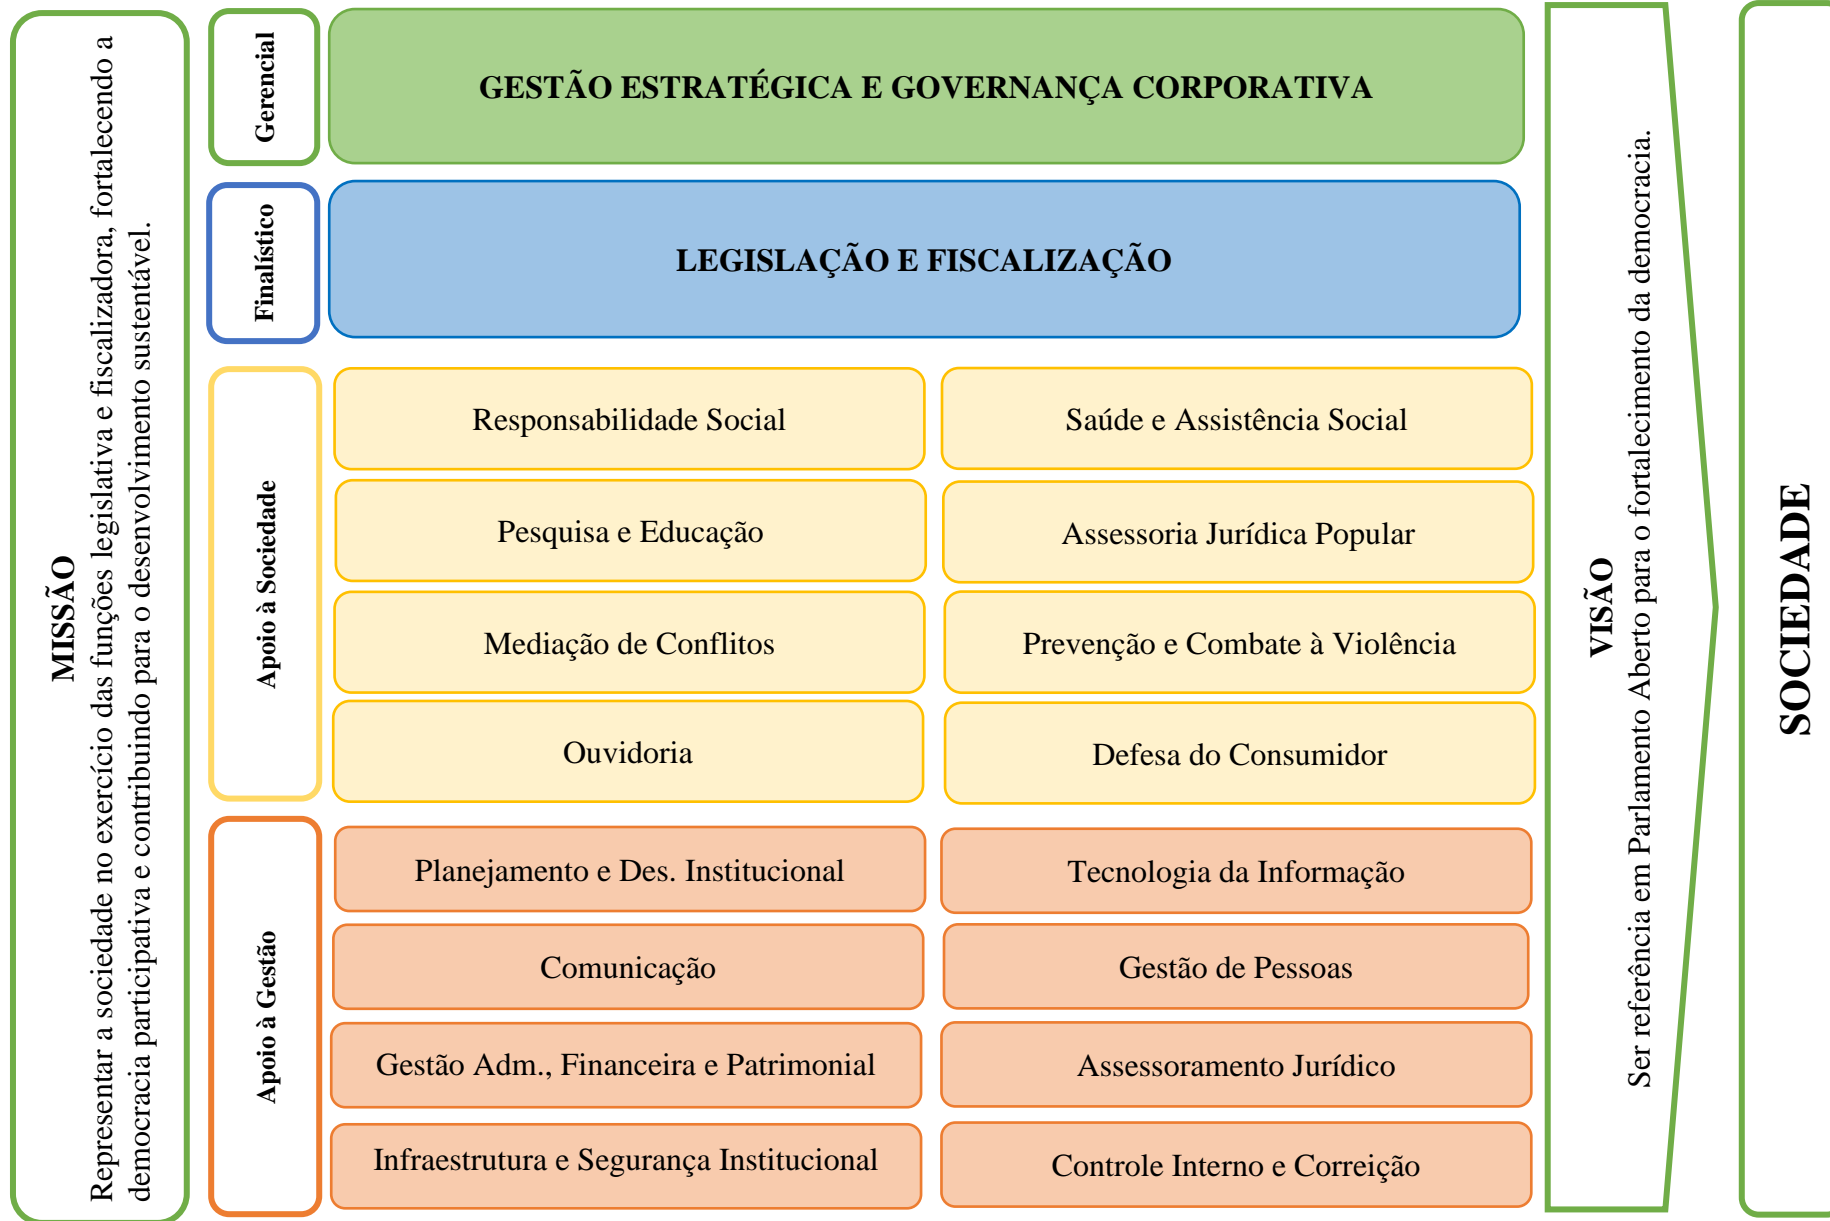 MISSÃO
Representar a sociedade no exercício das funções legislativa e fiscalizadora, fortalecendo a
democracia participativa e contribuindo para o desenvolvimento sustentável.
Gerencial
GESTÃO ESTRATÉGICA E GOVERNANÇA CORPORATIVA
Finalístico
LEGISLAÇÃO E FISCALIZAÇÃO
Apoio à Sociedade
Responsabilidade Social
Saúde e Assistência Social
Pesquisa e Educação
Assessoria Jurídica Popular
Mediação de Conflitos
Prevenção e Combate à Violência
Ouvidoria
Defesa do Consumidor
Apoio à Gestão
Planejamento e Des. Institucional
Tecnologia da Informação
Comunicação
Gestão de Pessoas
Gestão Adm., Financeira e Patrimonial
Assessoramento Jurídico
Infraestrutura e Segurança Institucional
Controle Interno e Correição
VISÃO
Ser referência em Parlamento Aberto para o fortalecimento da democracia.
SOCIEDADE